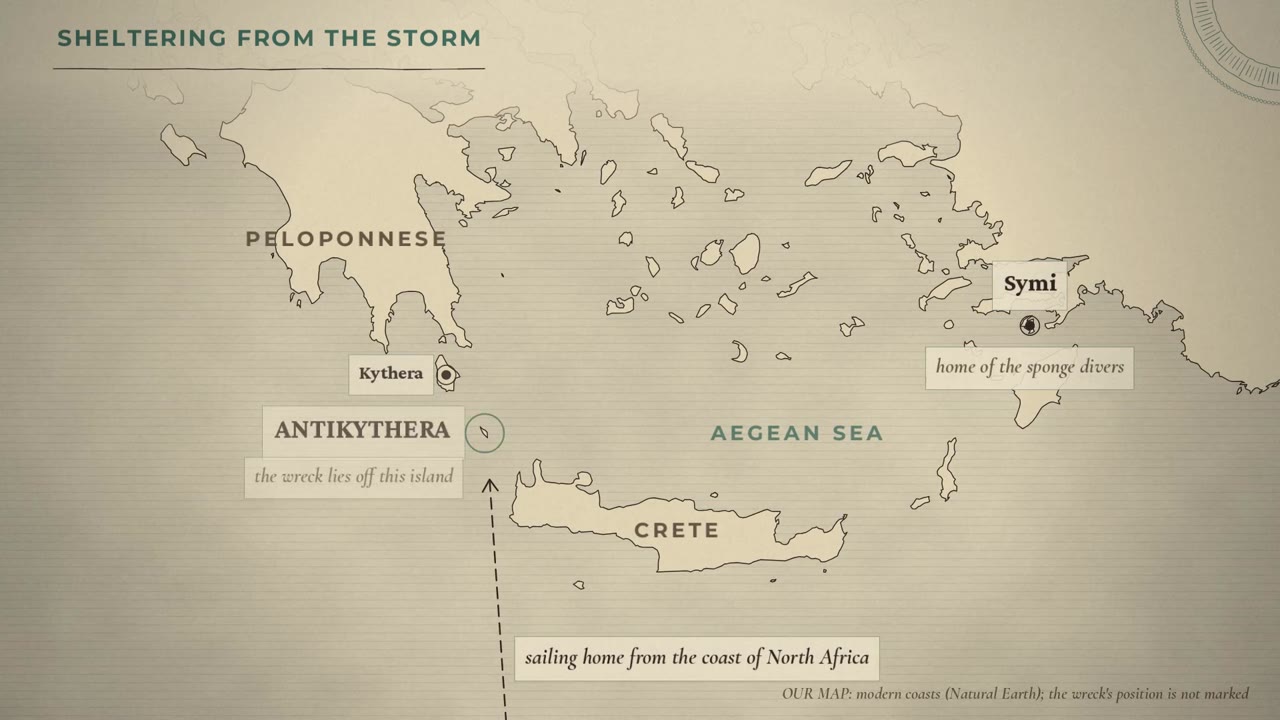 SHELTERING FROM THE STORM
PELOPONNESE
Symi
home of the sponge divers
Kythera
ANTIKYTHERA
the wreck lies off this island
AEGEAN SEA
CRETE
sailing home from the coast of North Africa
OUR MAP: modern coasts (Natural Earth); the wreck's position is not marked